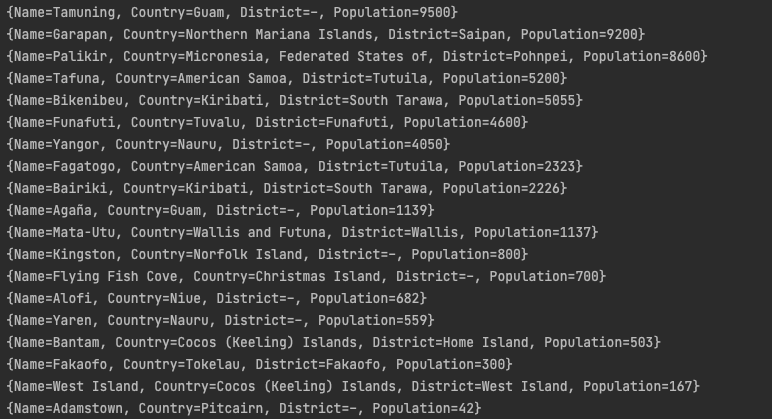 {Name=Tamuning, Country=Guam, District=–, Population=9500}
{Name=Garapan, Country=Northern Mariana Islands, District=Saipan, Population=9200}
{Name=Palikir, Country=Micronesia, Federated States of, District=Pohnpei, Population=8600}
{Name=Tafuna, Country=American Samoa, District=Tutuila, Population=5200}
{Name=Bikenibeu, Country=Kiribati, District=South Tarawa, Population=5055}
{Name=Funafuti, Country=Tuvalu, District=Funafuti, Population=4600}
{Name=Yangor, Country=Nauru, District=–, Population=4050}
{Name=Fagatogo, Country=American Samoa, District=Tutuila, Population=2323}
{Name=Bairiki, Country=Kiribati, District=South Tarawa, Population=2226}
{Name=Agaña, Country=Guam, District=–, Population=1139}
{Name=Mata-Utu, Country=Wallis and Futuna, District=Wallis, Population=1137}
{Name=Kingston, Country=Norfolk Island, District=–, Population=800}
{Name=Flying Fish Cove, Country=Christmas Island, District=–, Population=700}
{Name=Alofi, Country=Niue, District=–, Population=682}
{Name=Yaren, Country=Nauru, District=–, Population=559}
{Name=Bantam, Country=Cocos (Keeling) Islands, District=Home Island, Population=503}
{Name=Fakaofo, Country=Tokelau, District=Fakaofo, Population=300}
{Name=West Island, Country=Cocos (Keeling) Islands, District=West Island, Population=167}
{Name=Adamstown, Country=Pitcairn, District=–, Population=42}